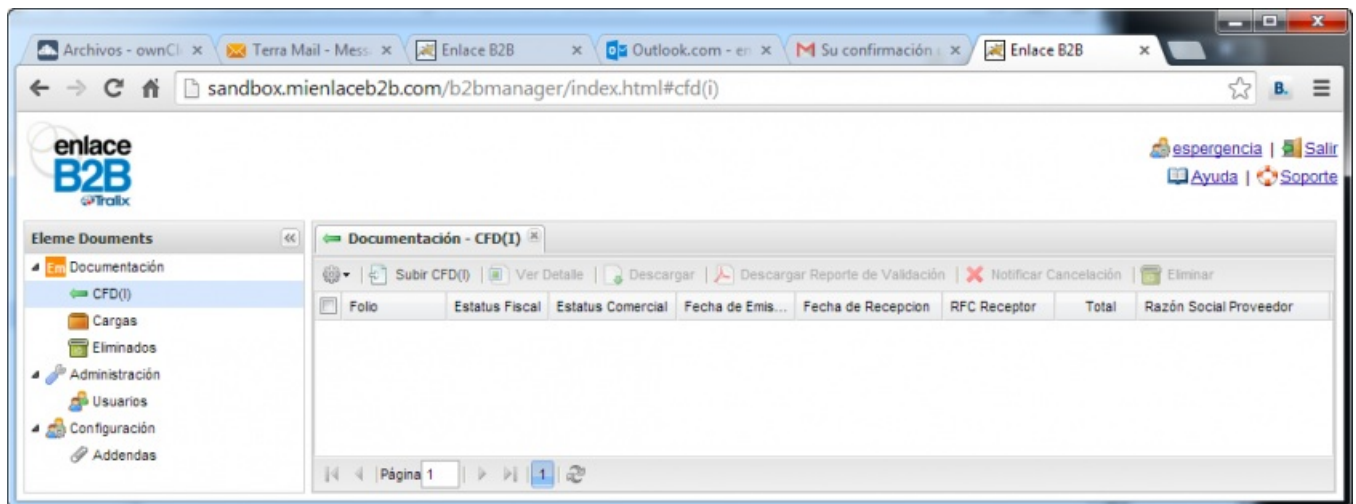 Archivos - ownCl Terra Mail - Mess Enlace B2B Outlook.com - en Su confirmación Enlace B2B
sandbox.mienlaceb2b.com/b2bmanager/index.html#cfd(i) B.
enlace
B2B
Tralix
espergencia | Salir
Ayuda | Soporte
Eleme Douments
Em Documentación
CFD(I)
Cargas
Eliminados
Administración
Usuarios
Configuración
Addendas
Documentación - CFD(I)
Subir CFD(I) | Ver Detalle | Descargar | Descargar Reporte de Validación | Notificar Cancelación | Eliminar
Folio Estatus Fiscal Estatus Comercial Fecha de Emis... Fecha de Recepcion RFC Receptor Total Razón Social Proveedor
Página 1 1